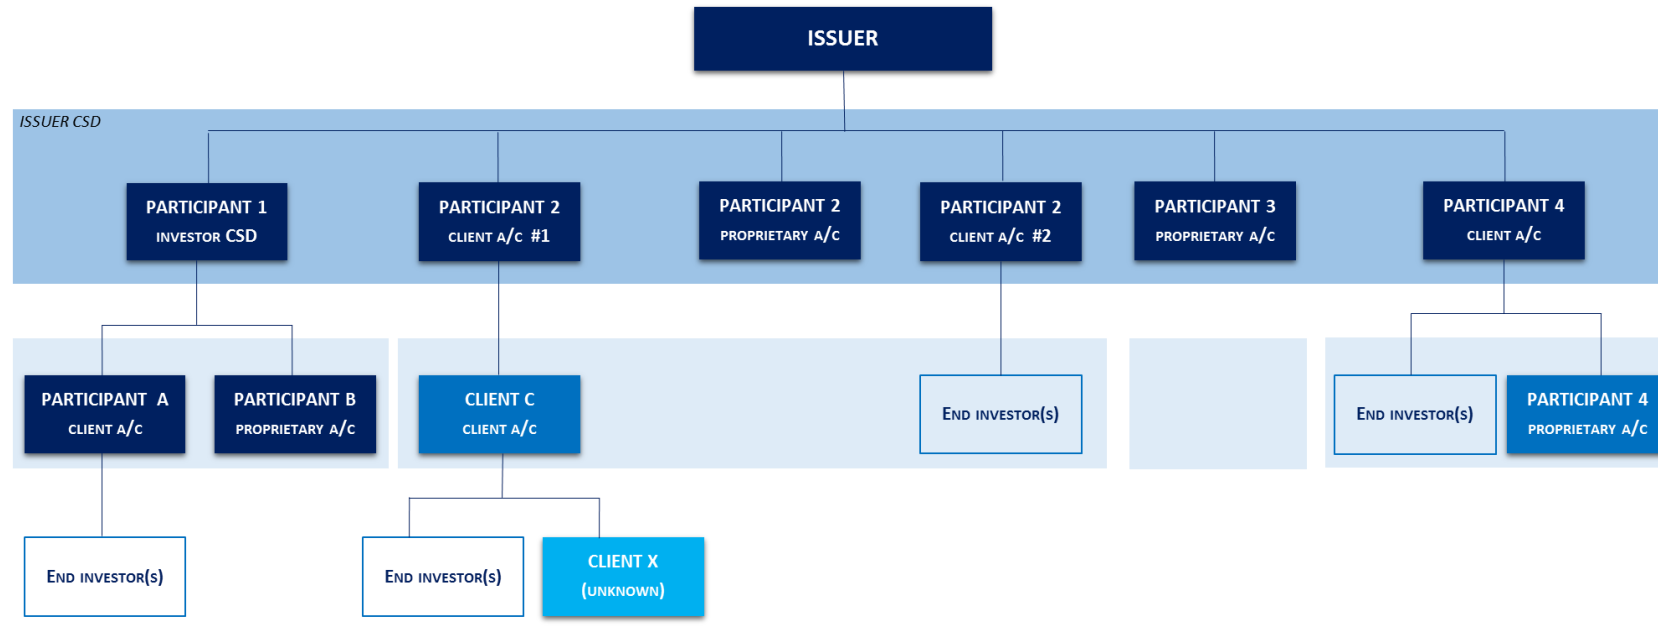 ISSUER
ISSUER CSD
PARTICIPANT 1
INVESTOR CSD
PARTICIPANT 2
CLIENT A/C #1
PARTICIPANT 2
PROPRIETARY A/C
PARTICIPANT 2
CLIENT A/C #2
PARTICIPANT 3
PROPRIETARY A/C
PARTICIPANT 4
CLIENT A/C
PARTICIPANT A
CLIENT A/C
PARTICIPANT B
PROPRIETARY A/C
CLIENT C
CLIENT A/C
END INVESTOR(S)
END INVESTOR(S)
PARTICIPANT 4
PROPRIETARY A/C
END INVESTOR(S)
END INVESTOR(S)
CLIENT X
(UNKNOWN)